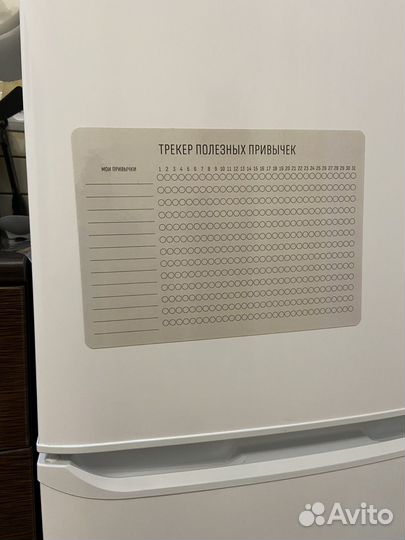 ТРЕКЕР ПОЛЕЗНЫХ ПРИВЫЧЕК
МОИ ПРИВЫЧКИ 1 2 3 4 5 6 7 8 9 10 11 12 13 14 15 16 17 18 19 20 21 22 23 24 25 26 27 28 29 30 31
Avito